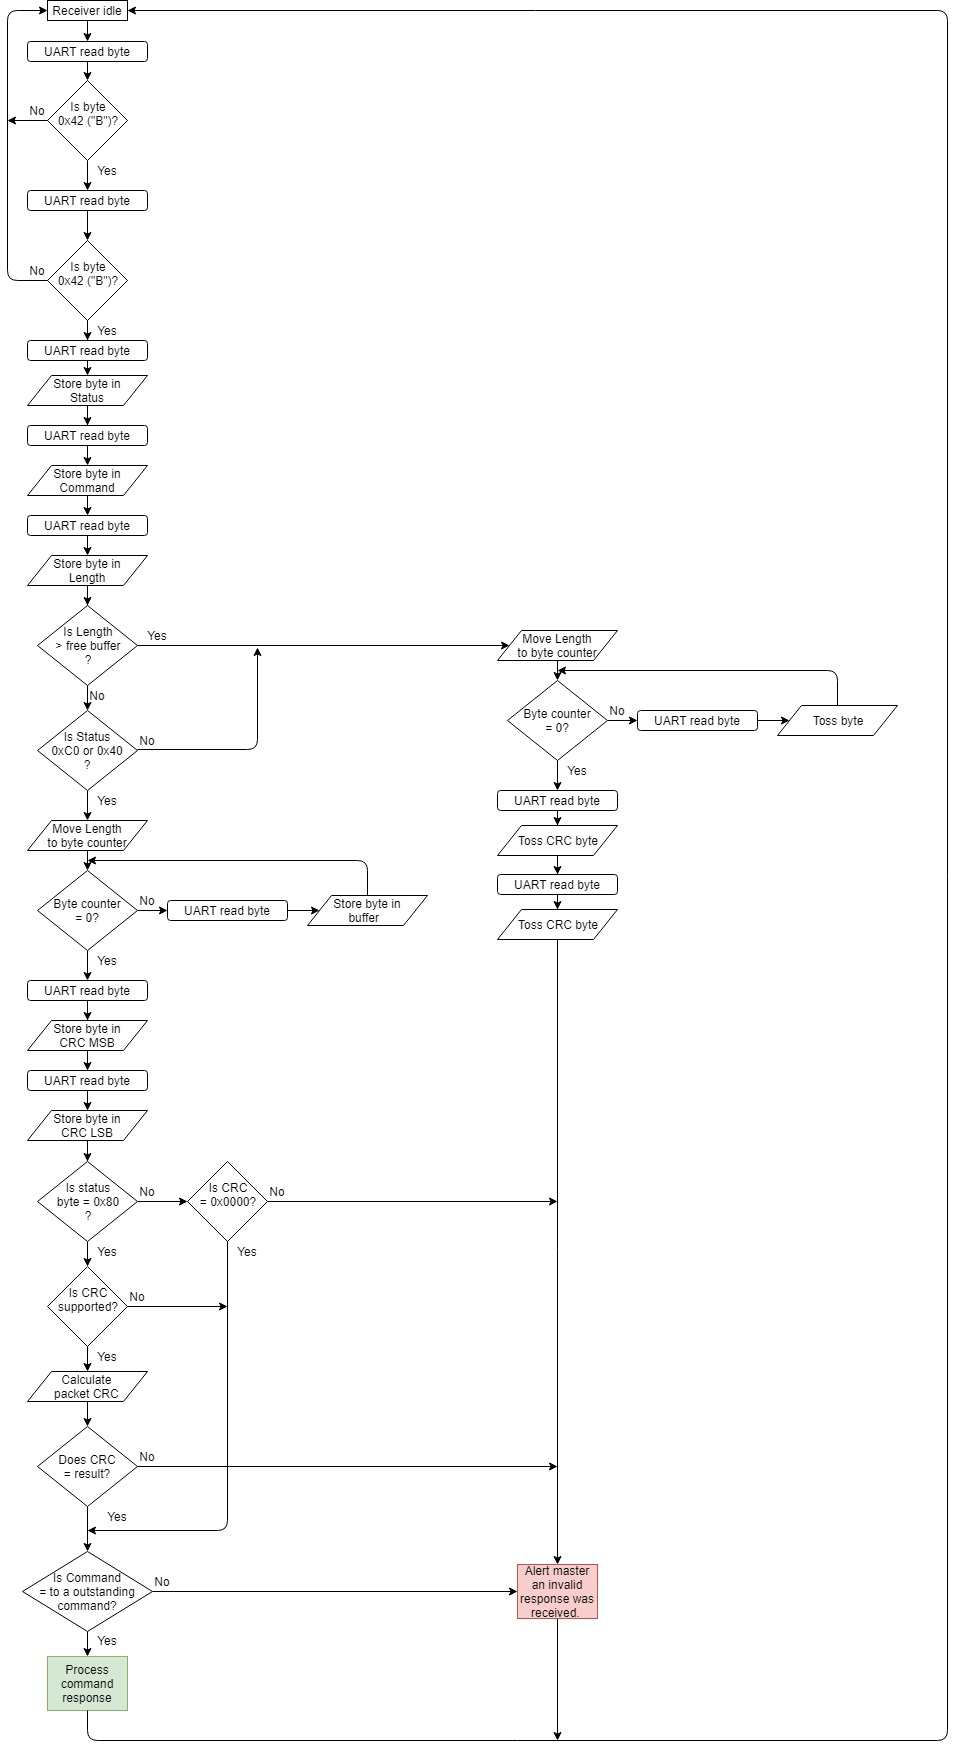 Receiver idle
UART read byte
Is byte
0x42 ("B")?
No
Yes
UART read byte
Is byte
0x42 ("B")?
No
Yes
UART read byte
Store byte in
Status
UART read byte
Store byte in
Command
UART read byte
Store byte in
Length
Is Length
> free buffer
?
Yes
No
Is Status
0xC0 or 0x40
?
No
Yes
Move Length
to byte counter
Byte counter
= 0?
No
UART read byte
Store byte in
buffer
Yes
UART read byte
Store byte in
CRC MSB
UART read byte
Store byte in
CRC LSB
Is status
byte = 0x80
?
No
Is CRC
= 0x0000?
No
Yes
Yes
Is CRC
supported?
No
Yes
Calculate
packet CRC
Does CRC
= result?
No
Yes
Is Command
= to a outstanding
command?
No
Yes
Process
command
response
Move Length
to byte counter
Byte counter
= 0?
No
UART read byte
Toss byte
Yes
UART read byte
Toss CRC byte
UART read byte
Toss CRC byte
Alert master
an invalid
response was
received.